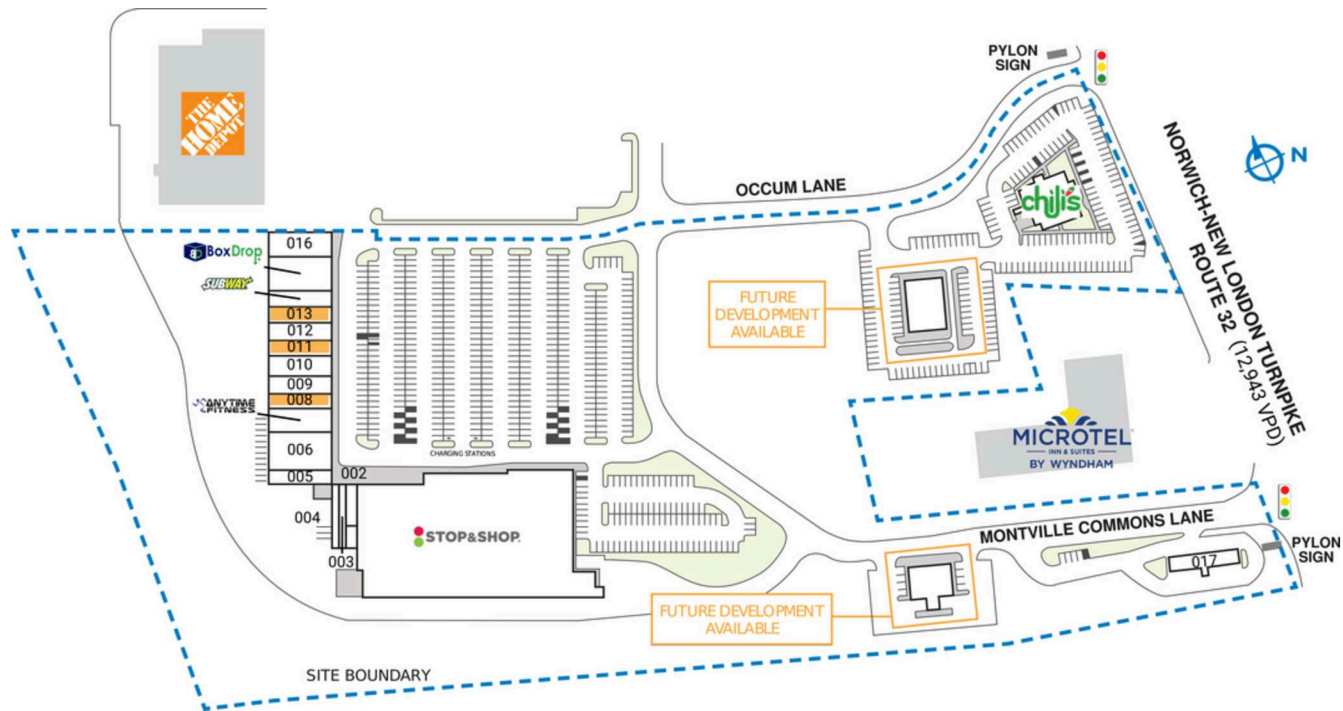 THE
HOME
DEPOT
PYLON
SIGN
N
NORWICH-NEW LONDON TURNPIKE
ROUTE 32 (12,943 VPD)
OCCUM LANE
chili's
016
BoxDrop
SUBWAY
013
012
011
010
009
008
ANYTIME
FITNESS
006
005
002
004
003
CHARGING STATIONS
STOP&SHOP
FUTURE
DEVELOPMENT
AVAILABLE
MICROTEL
INN & SUITES
BY WYNDHAM
MONTVILLE COMMONS LANE
017
PYLON
SIGN
FUTURE DEVELOPMENT
AVAILABLE
SITE BOUNDARY